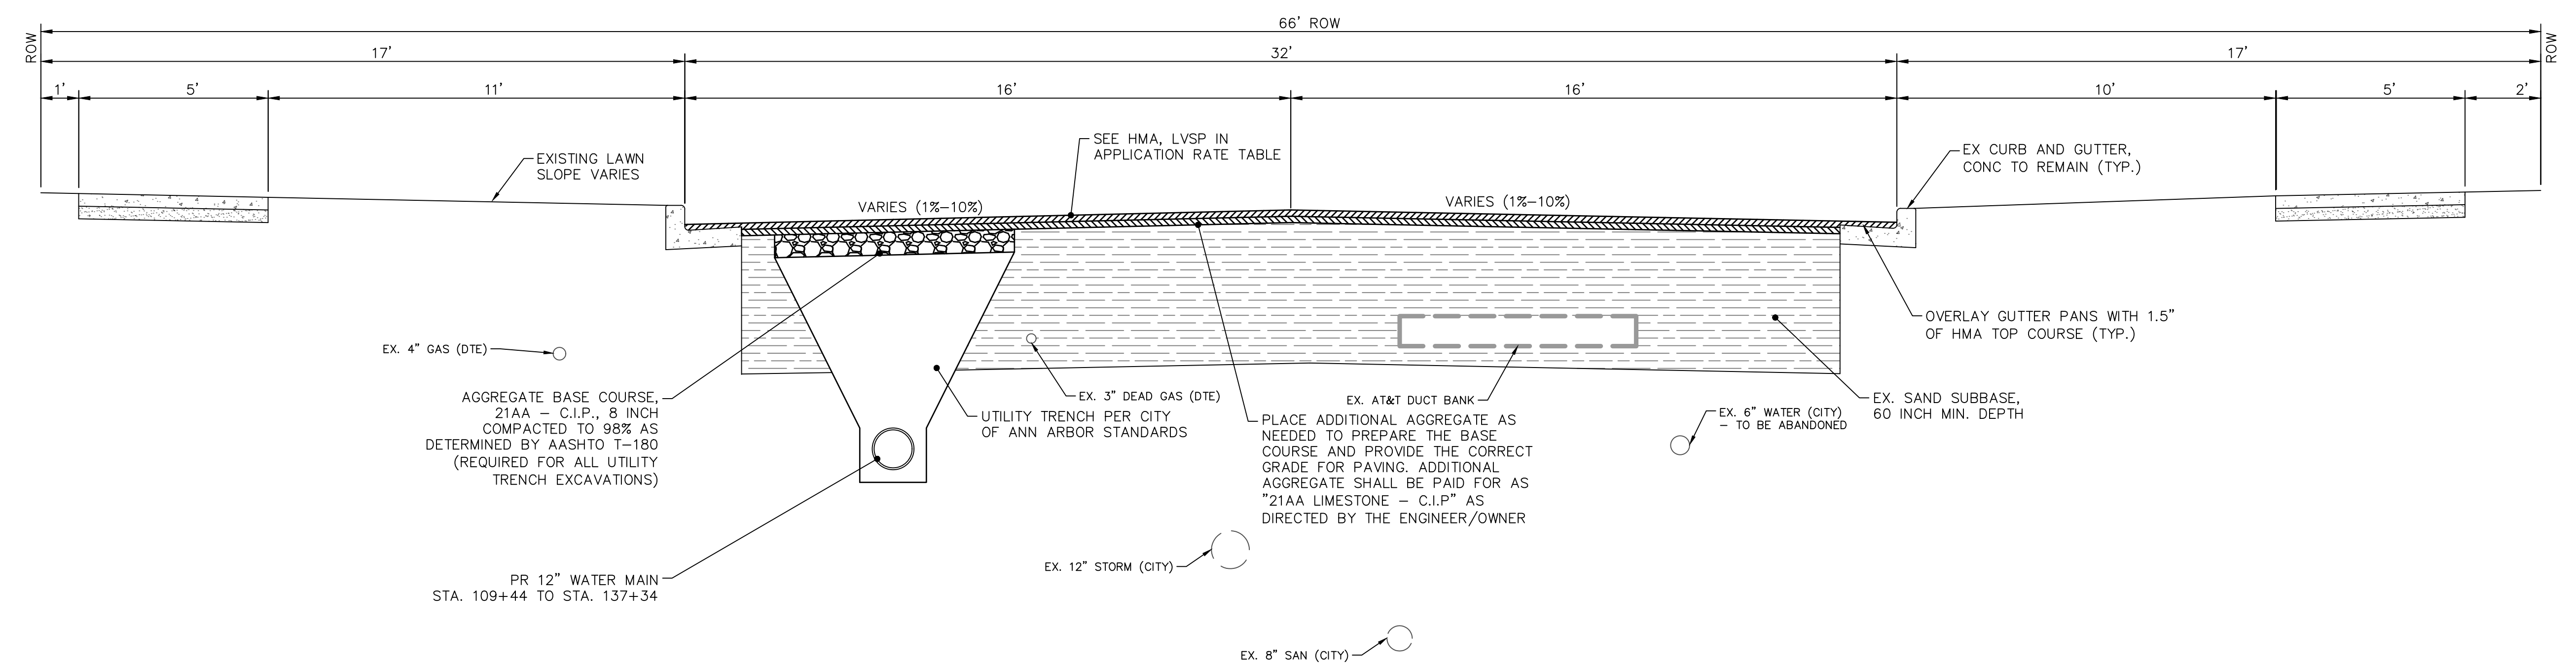 66' ROW
ROW
ROW
17'
32'
17'
1'
5'
11'
16'
16'
10'
5'
2'
SEE HMA, LVSP IN
APPLICATION RATE TABLE
EX CURB AND GUTTER,
CONC TO REMAIN (TYP.)
EXISTING LAWN
SLOPE VARIES
VARIES (1%–10%)
VARIES (1%–10%)
OVERLAY GUTTER PANS WITH 1.5"
OF HMA TOP COURSE (TYP.)
EX. 4" GAS (DTE)
AGGREGATE BASE COURSE,
21AA – C.I.P., 8 INCH
COMPACTED TO 98% AS
DETERMINED BY AASHTO T–180
(REQUIRED FOR ALL UTILITY
TRENCH EXCAVATIONS)
EX. 3" DEAD GAS (DTE)
UTILITY TRENCH PER CITY
OF ANN ARBOR STANDARDS
EX. AT&T DUCT BANK
PLACE ADDITIONAL AGGREGATE AS
NEEDED TO PREPARE THE BASE
COURSE AND PROVIDE THE CORRECT
GRADE FOR PAVING. ADDITIONAL
AGGREGATE SHALL BE PAID FOR AS
"21AA LIMESTONE – C.I.P" AS
DIRECTED BY THE ENGINEER/OWNER
EX. 6" WATER (CITY)
– TO BE ABANDONED
EX. SAND SUBBASE,
60 INCH MIN. DEPTH
EX. 12" STORM (CITY)
PR 12" WATER MAIN
STA. 109+44 TO STA. 137+34
EX. 8" SAN (CITY)